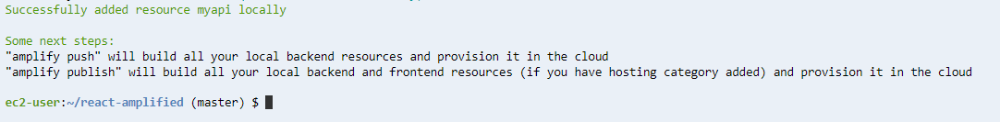 Successfully added resource myapi locally
Some next steps:
"amplify push" will build all your local backend resources and provision it in the cloud
"amplify publish" will build all your local backend and frontend resources (if you have hosting category added) and provision it in the cloud
ec2-user:~/react-amplified (master) $